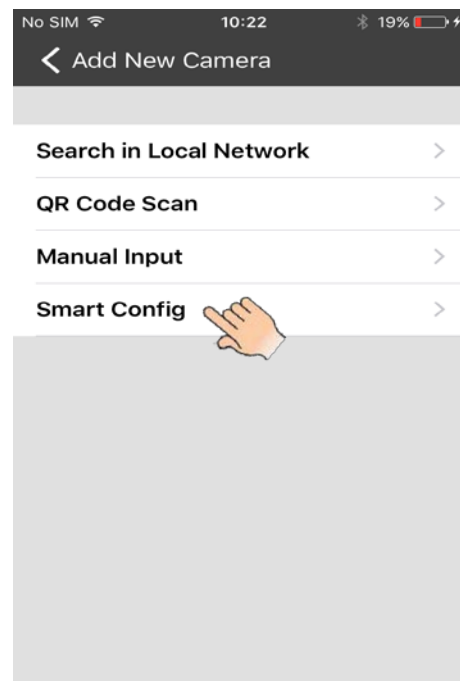 No SIM 10:22 19%
Add New Camera
Search in Local Network
QR Code Scan
Manual Input
Smart Config